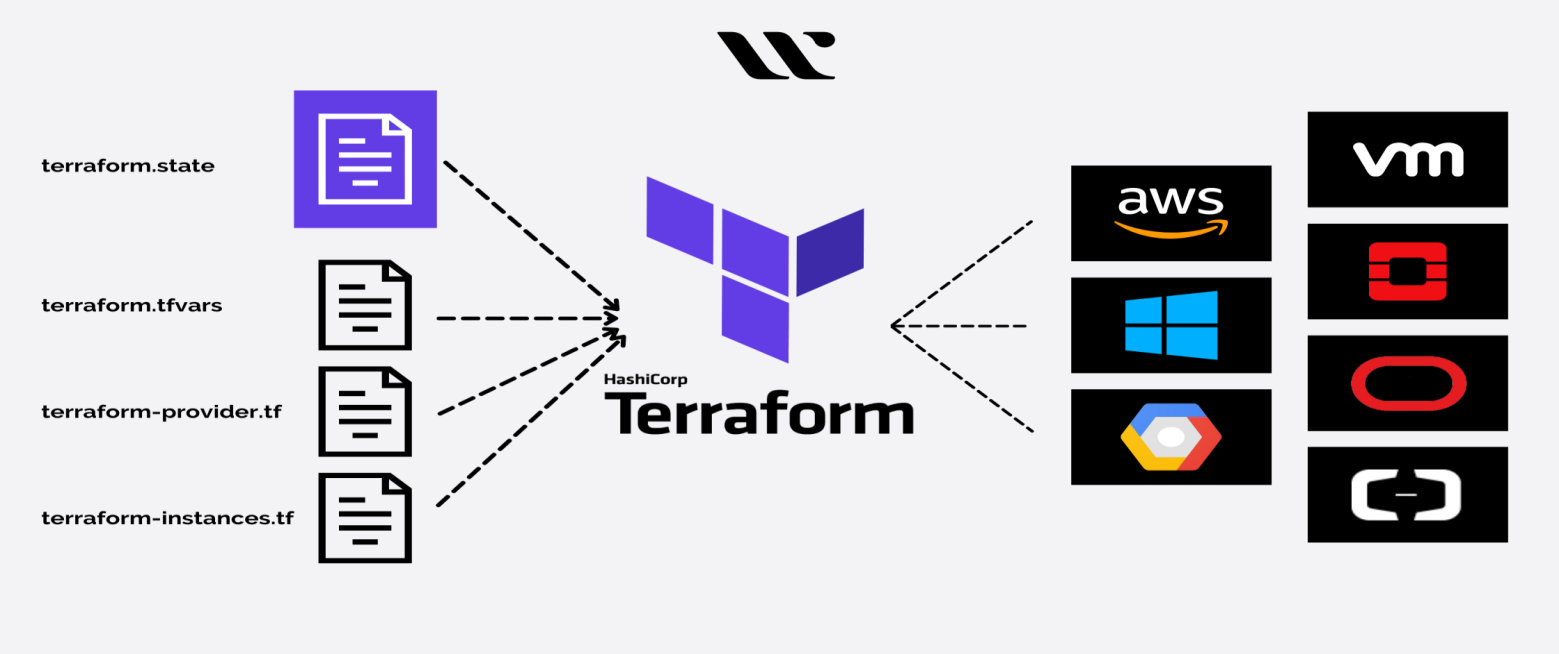 terraform.state
terraform.tfvars
terraform-provider.tf
terraform-instances.tf
HashiCorp
Terraform
aws
vm